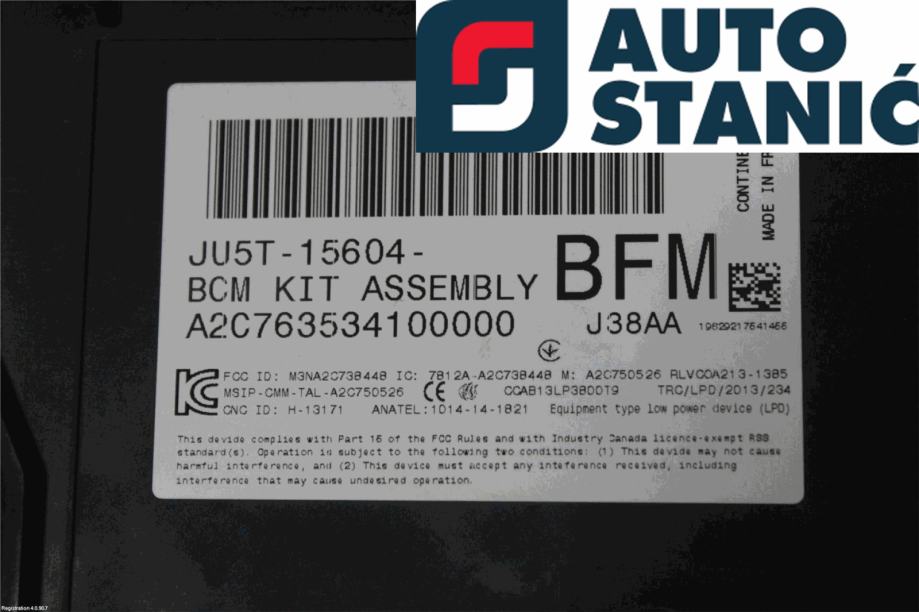 AUTO
STANIĆ
CONTINE
MADE IN FR
JU5T-15604-
BFM
BCM KIT ASSEMBLY
A2C763534100000
J38AA
19829217541466
FCC ID: M3NA2C738448 IC: 7812A-A2C738448 M: A2C750526 RLVCOA213-1385
MSIP-CMM-TAL-A2C750526 CE CCAB13LP3800T9 TRC/LPD/2013/234
CNC ID: H-13171 ANATEL:1014-14-1821 Equipment type low power device (LPD)
This device complies with Part 15 of the FCC Rules and with Industry Canada licence-exempt RSS
standard(s). Operation is subject to the following two conditions: (1) This device may not cause
harmful interference, and (2) This device must accept any inteference received, including
interference that may cause undesired operation.
Registration 4.0.90.7